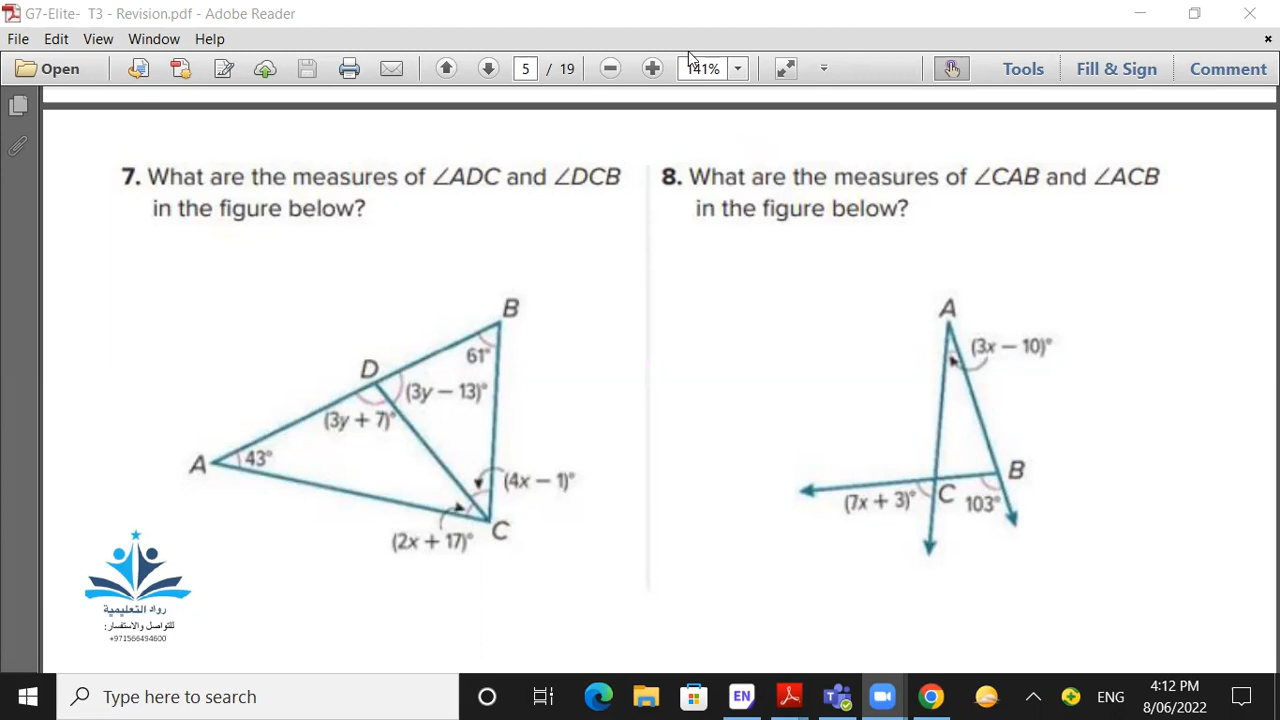 G7-Elite- T3 - Revision.pdf - Adobe Reader
File Edit View Window Help
Open 5 / 19 141% Tools Fill & Sign Comment
7. What are the measures of ∠ADC and ∠DCB
in the figure below?
B
61°
D
(3y − 13)°
(3y + 7)°
A
43°
(4x − 1)°
C
(2x + 17)°
8. What are the measures of ∠CAB and ∠ACB
in the figure below?
A
(3x − 10)°
B
(7x + 3)°
C
103°
رواد التعليمية
للتواصل والاستفسار:
+971566494600
Type here to search
EN
ENG
4:12 PM
8/06/2022